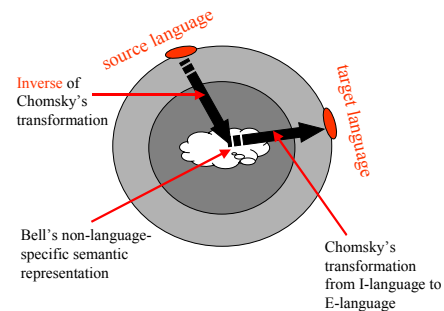 source language
target language
Inverse of
Chomsky's
transformation
Bell's non-language-
specific semantic
representation
Chomsky's
transformation
from I-language to
E-language